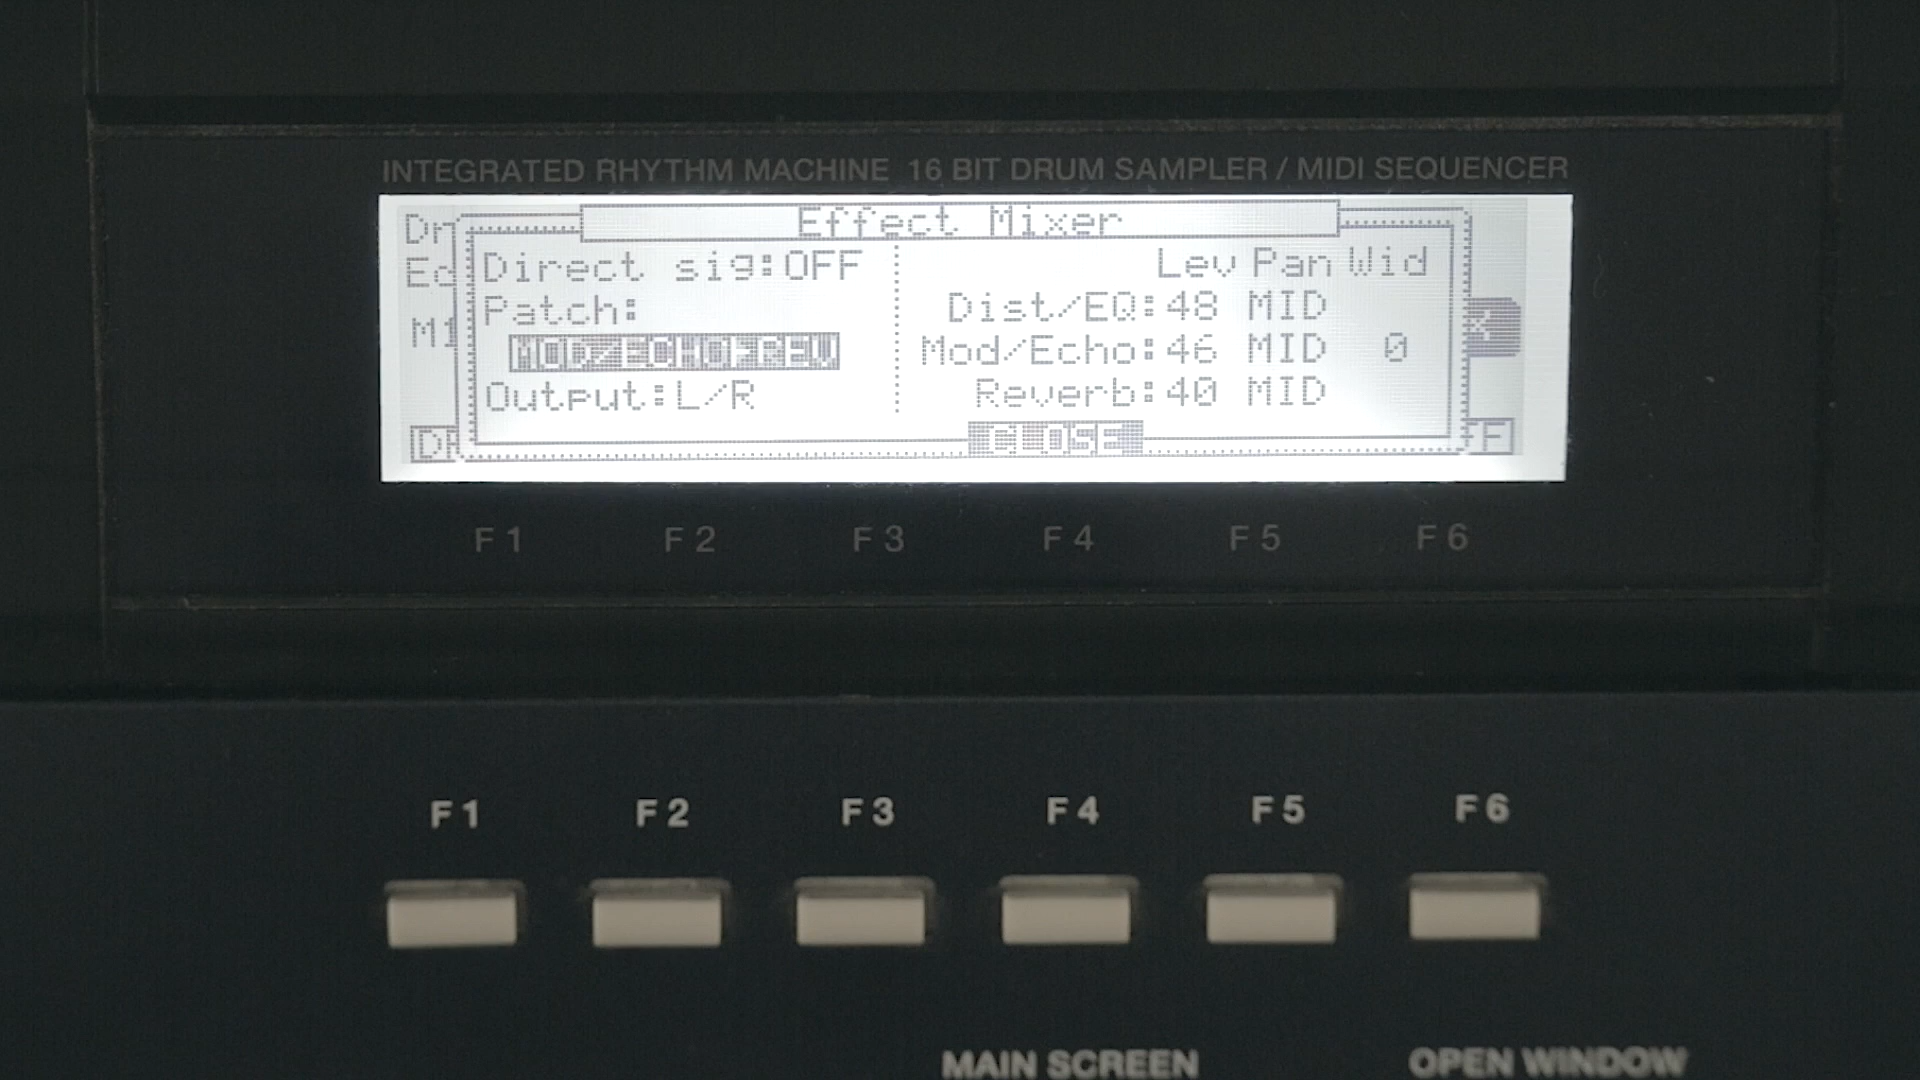 INTEGRATED RHYTHM MACHINE 16 BIT DRUM SAMPLER / MIDI SEQUENCER
Effect Mixer
Direct sig:OFF
Lev Pan Wid
Patch:
Dist/EQ:48 MID
MOD/ECHO>REV
Mod/Echo:46 MID 0
Output:L/R
Reverb:40 MID
CLOSE
F1 F2 F3 F4 F5 F6
F1 F2 F3 F4 F5 F6
MAIN SCREEN OPEN WINDOW